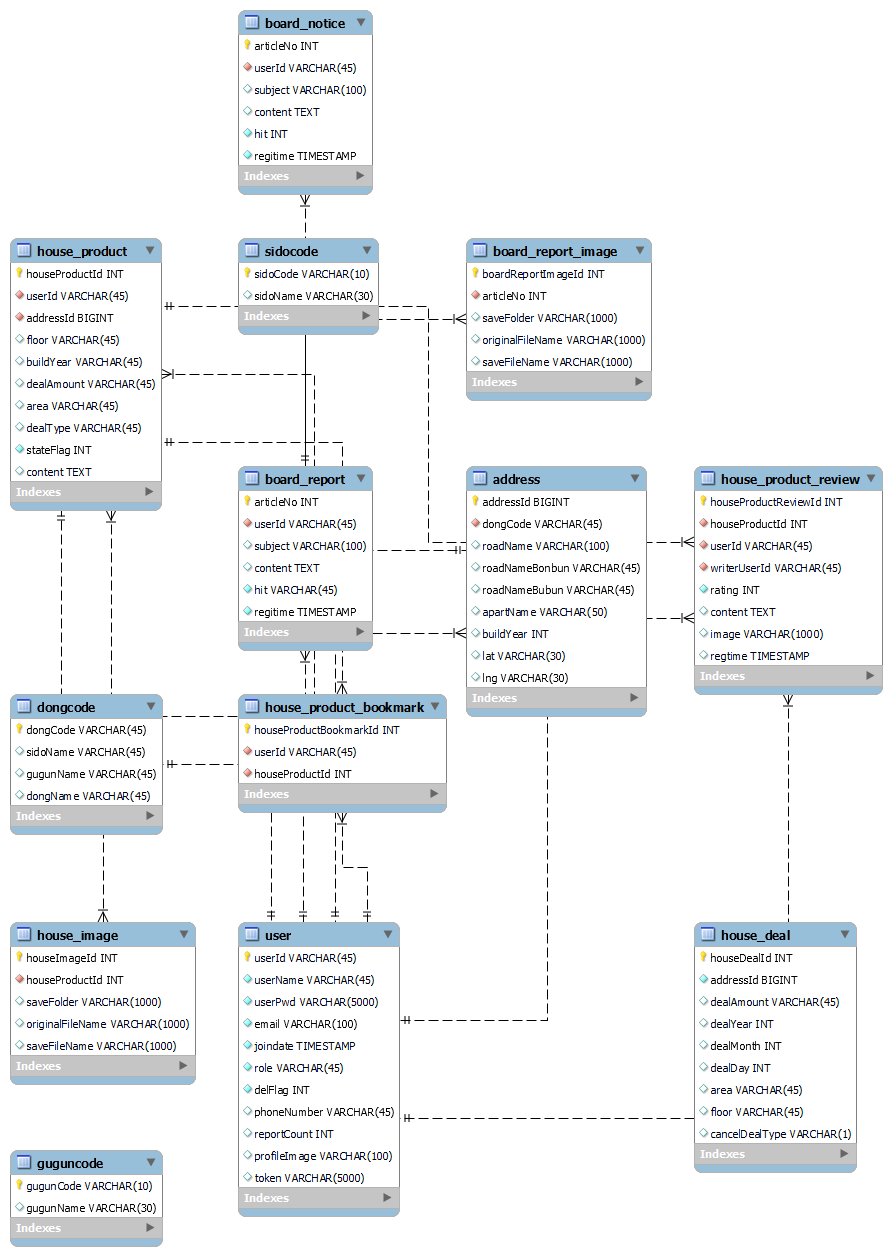 board_notice
articleNo INT
userId VARCHAR(45)
subject VARCHAR(100)
content TEXT
hit INT
regitime TIMESTAMP
Indexes
house_product
houseProductId INT
userId VARCHAR(45)
addressId BIGINT
floor VARCHAR(45)
buildYear VARCHAR(45)
dealAmount VARCHAR(45)
area VARCHAR(45)
dealType VARCHAR(45)
stateFlag INT
content TEXT
Indexes
sidocode
sidoCode VARCHAR(10)
sidoName VARCHAR(30)
Indexes
board_report_image
boardReportImageId INT
articleNo INT
saveFolder VARCHAR(1000)
originalFileName VARCHAR(1000)
saveFileName VARCHAR(1000)
Indexes
board_report
articleNo INT
userId VARCHAR(45)
subject VARCHAR(100)
content TEXT
hit VARCHAR(45)
regitime TIMESTAMP
Indexes
address
addressId BIGINT
dongCode VARCHAR(45)
roadName VARCHAR(100)
roadNameBonbun VARCHAR(45)
roadNameBubun VARCHAR(45)
apartName VARCHAR(50)
buildYear INT
lat VARCHAR(30)
lng VARCHAR(30)
Indexes
house_product_review
houseProductReviewId INT
houseProductId INT
userId VARCHAR(45)
writerUserId VARCHAR(45)
rating INT
content TEXT
image VARCHAR(1000)
regtime TIMESTAMP
Indexes
dongcode
dongCode VARCHAR(45)
sidoName VARCHAR(45)
gugunName VARCHAR(45)
dongName VARCHAR(45)
Indexes
house_product_bookmark
houseProductBookmarkId INT
userId VARCHAR(45)
houseProductId INT
Indexes
house_image
houseImageId INT
houseProductId INT
saveFolder VARCHAR(1000)
originalFileName VARCHAR(1000)
saveFileName VARCHAR(1000)
Indexes
user
userId VARCHAR(45)
userName VARCHAR(45)
userPwd VARCHAR(5000)
email VARCHAR(100)
joindate TIMESTAMP
role VARCHAR(45)
delFlag INT
phoneNumber VARCHAR(45)
reportCount INT
profileImage VARCHAR(100)
token VARCHAR(5000)
Indexes
house_deal
houseDealId INT
addressId BIGINT
dealAmount VARCHAR(45)
dealYear INT
dealMonth INT
dealDay INT
area VARCHAR(45)
floor VARCHAR(45)
cancelDealType VARCHAR(1)
Indexes
guguncode
gugunCode VARCHAR(10)
gugunName VARCHAR(30)
Indexes